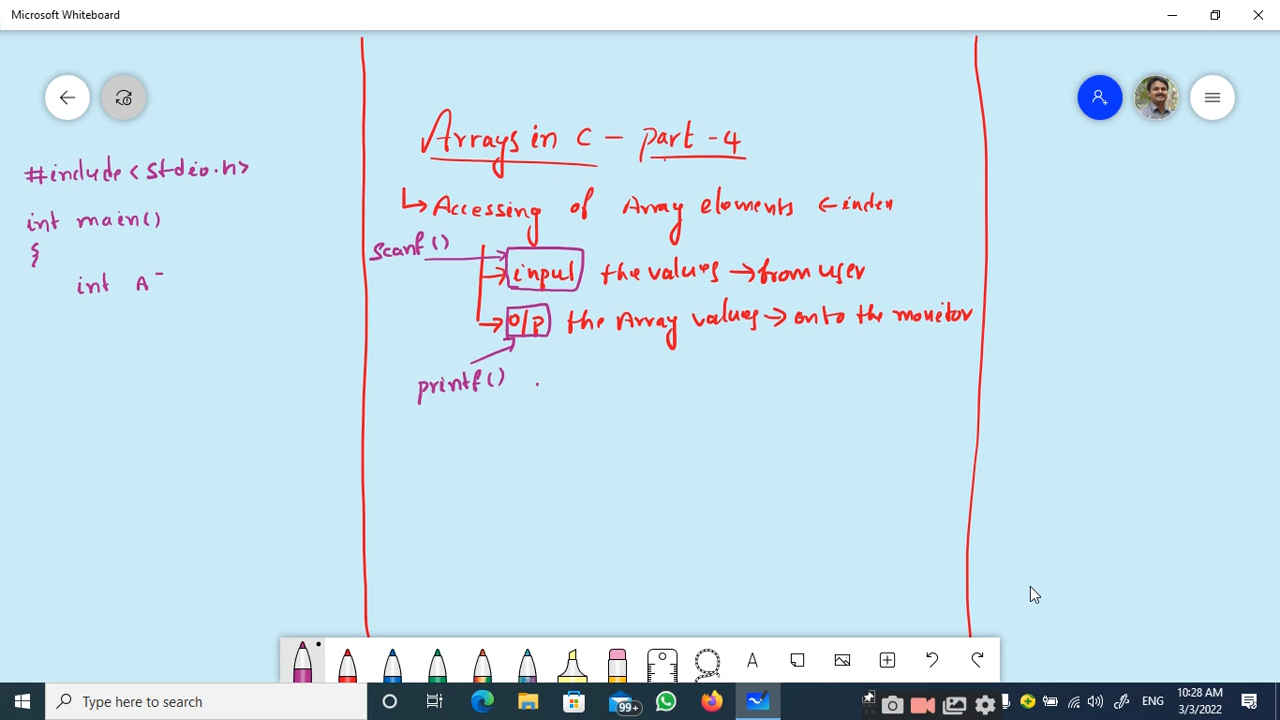 Microsoft Whiteboard
Arrays in C - part-4
#include<stdio.h>
int main()
{
int A
↳ Accessing of Array elements ← index
scanf()
→ input the values → from user
→ O/p the Array values → onto the monitor
printf()
A
Type here to search
99+
ENG
10:28 AM
3/3/2022